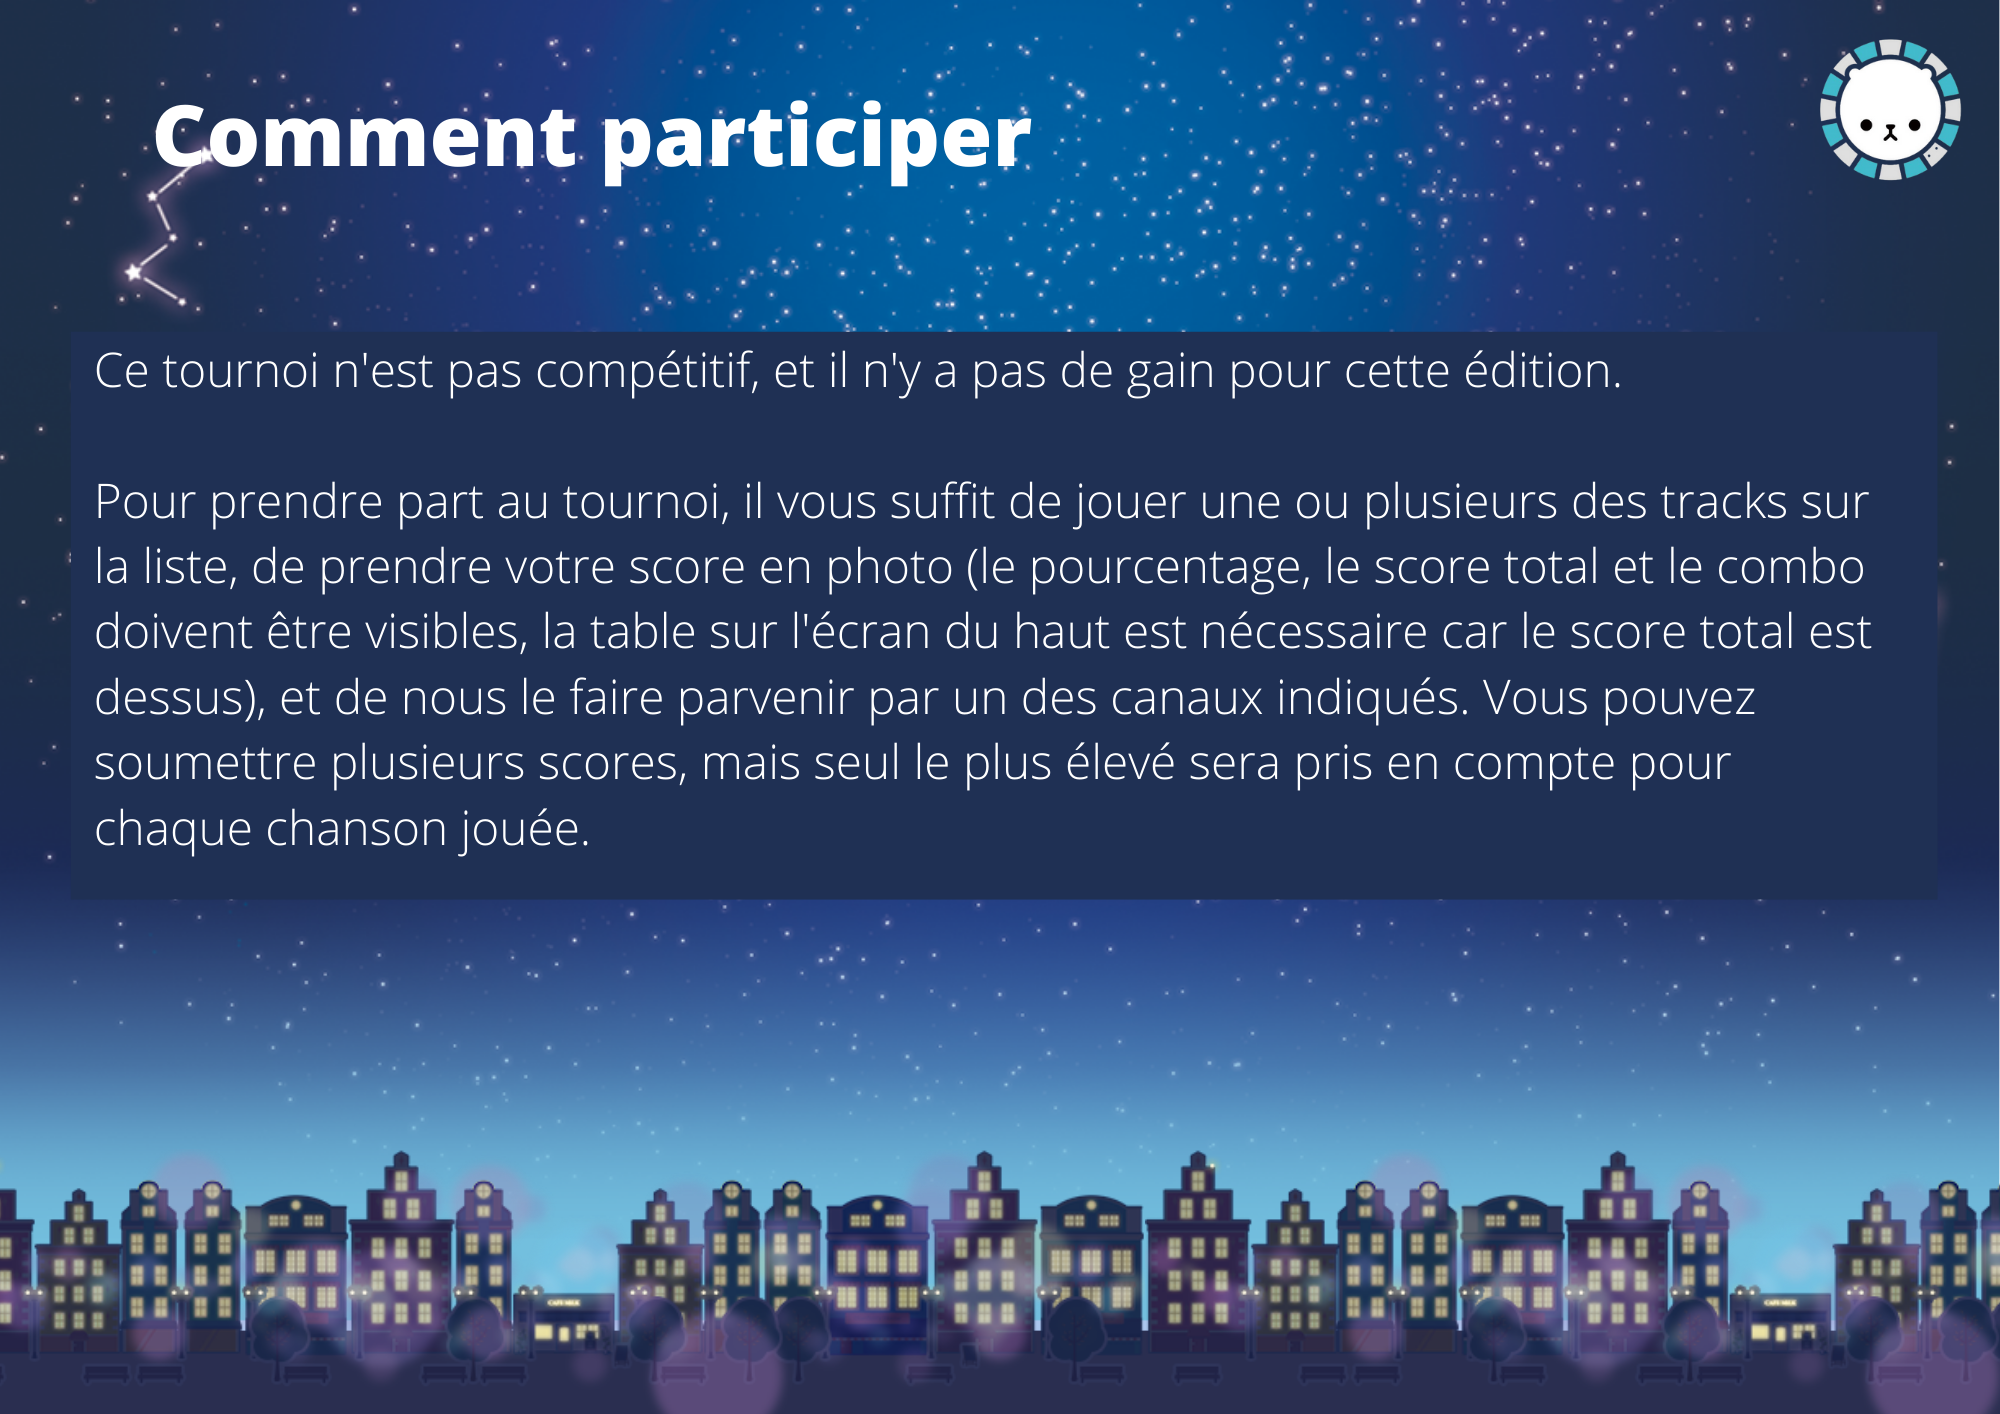 Comment participer
Ce tournoi n'est pas compétitif, et il n'y a pas de gain pour cette édition.
Pour prendre part au tournoi, il vous suffit de jouer une ou plusieurs des tracks sur
la liste, de prendre votre score en photo (le pourcentage, le score total et le combo
doivent être visibles, la table sur l'écran du haut est nécessaire car le score total est
dessus), et de nous le faire parvenir par un des canaux indiqués. Vous pouvez
soumettre plusieurs scores, mais seul le plus élevé sera pris en compte pour
chaque chanson jouée.